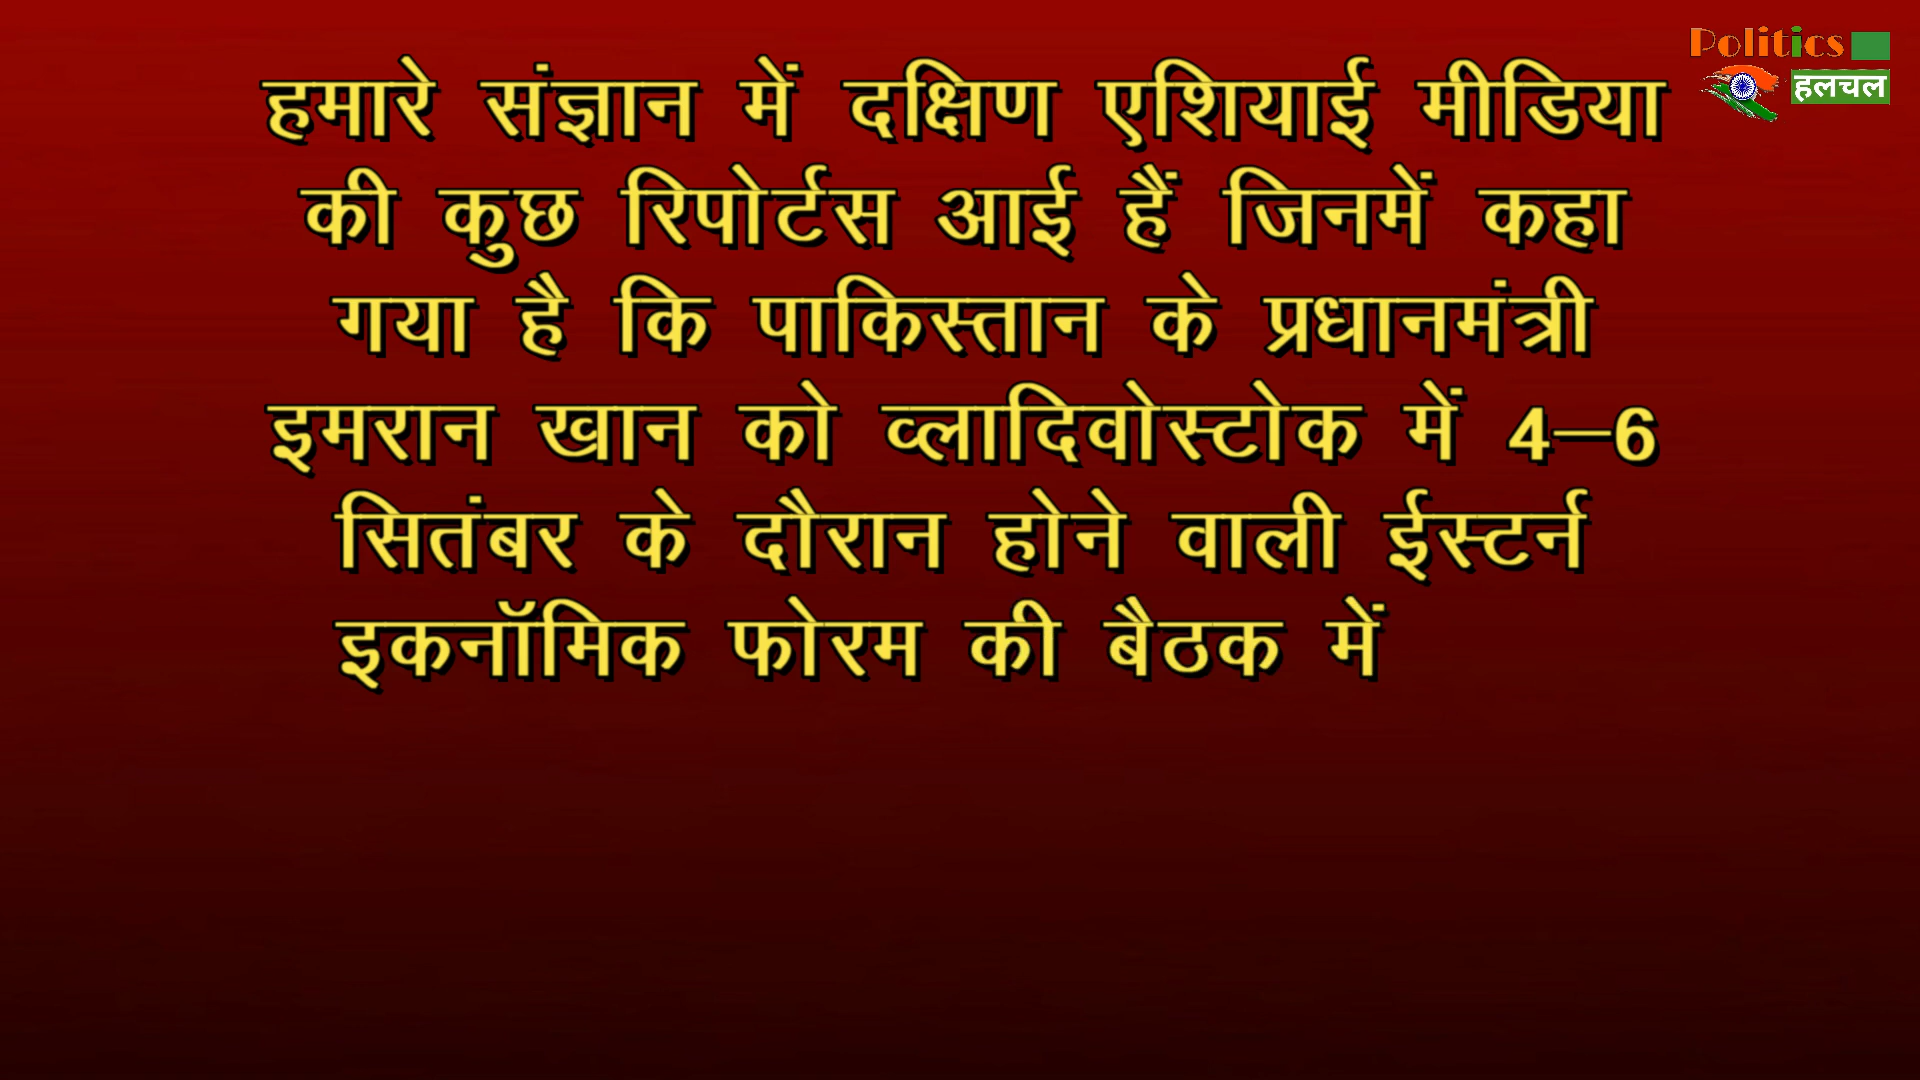 Politics
हलचल
हमारे संज्ञान में दक्षिण एशियाई मीडिया
की कुछ रिपोर्टस आई हैं जिनमें कहा
गया है कि पाकिस्तान के प्रधानमंत्री
इमरान खान को व्लादिवोस्टोक में 4–6
सितंबर के दौरान होने वाली ईस्टर्न
इकनॉमिक फोरम की बैठक में